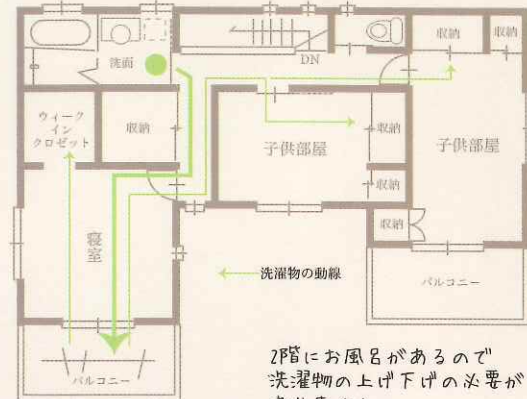 洗面
DN
収納
収納
ウィーク
イン
クロゼット
収納
子供部屋
収納
収納
子供部屋
収納
寝室
洗濯物の動線
バルコニー
バルコニー
2階にお風呂があるので
洗濯物の上げ下げの必要が